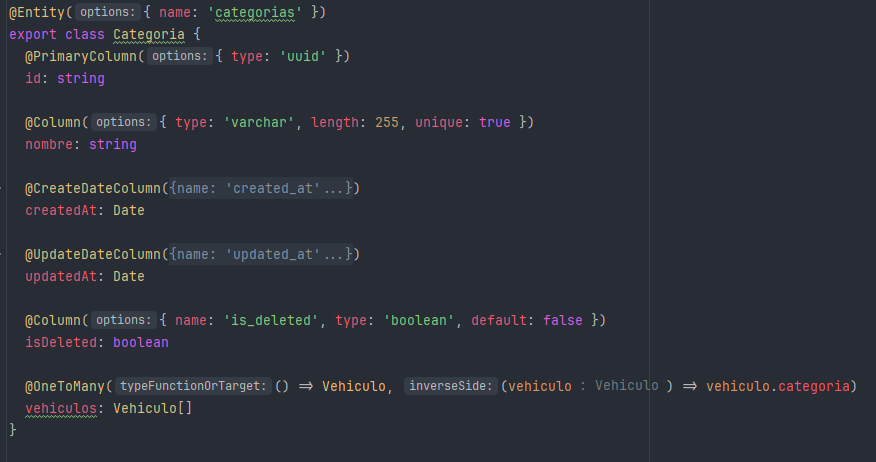 @Entity( options: { name: 'categorias' })
export class Categoria {
@PrimaryColumn( options: { type: 'uuid' })
id: string
@Column( options: { type: 'varchar', length: 255, unique: true })
nombre: string
@CreateDateColumn({name: 'created_at'...})
createdAt: Date
@UpdateDateColumn({name: 'updated_at'...})
updatedAt: Date
@Column( options: { name: 'is_deleted', type: 'boolean', default: false })
isDeleted: boolean
@OneToMany( typeFunctionOrTarget: () => Vehiculo, inverseSide: (vehiculo : Vehiculo ) => vehiculo.categoria)
vehiculos: Vehiculo[]
}